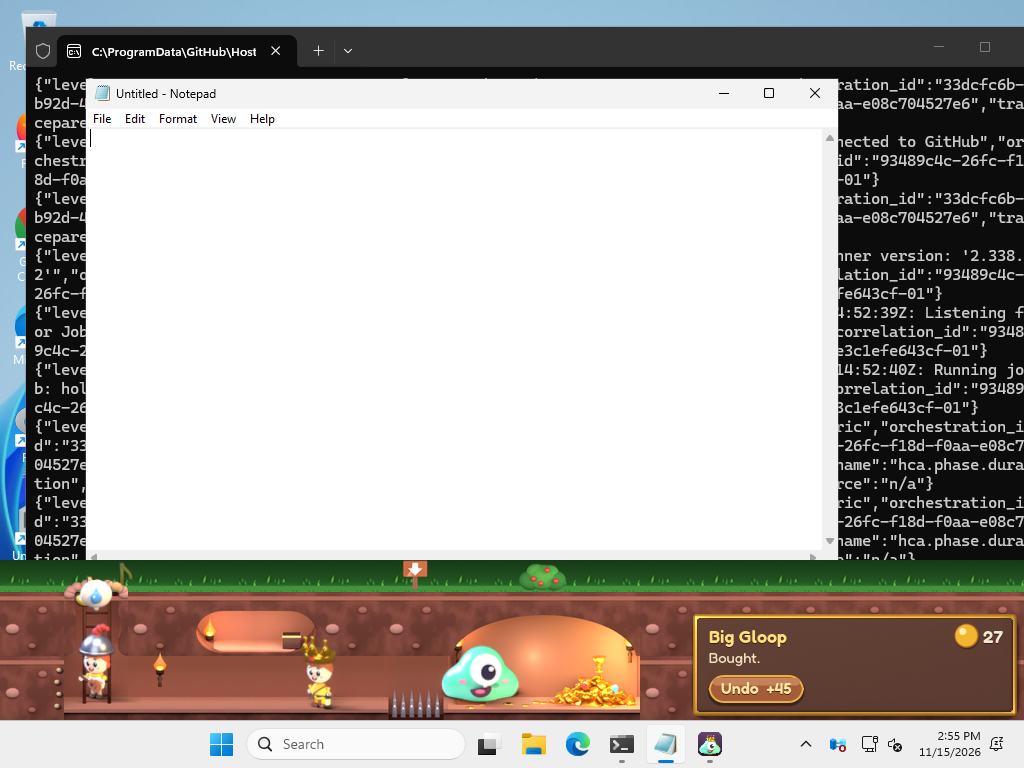 C:\ProgramData\GitHub\Host
Untitled - Notepad
File Edit Format View Help
{"leve
ration_id":"33dcfc6b-
b92d-4
aa-e08c704527e6","tra
cepare
{"leve
nected to GitHub","or
chestr
id":"93489c4c-26fc-f1
8d-f0a
-01"}
{"leve
ration_id":"33dcfc6b-
b92d-4
aa-e08c704527e6","tra
cepare
{"leve
nner version: '2.338.
2'","o
lation_id":"93489c4c-
26fc-f
fe643cf-01"}
{"leve
4:52:39Z: Listening f
or Job
correlation_id":"9348
9c4c-2
e3c1efe643cf-01"}
{"leve
14:52:40Z: Running jo
b: hol
orrelation_id":"93489
c4c-26
3c1efe643cf-01"}
{"leve
ric","orchestration_i
d":"33
-26fc-f18d-f0aa-e08c7
04527e
name":"hca.phase.dura
tion",
rce":"n/a"}
{"leve
ric","orchestration_i
d":"33
-26fc-f18d-f0aa-e08c7
04527e
name":"hca.phase.dura
Big Gloop 27
Bought.
Undo +45
Search
2:55 PM
11/15/2026